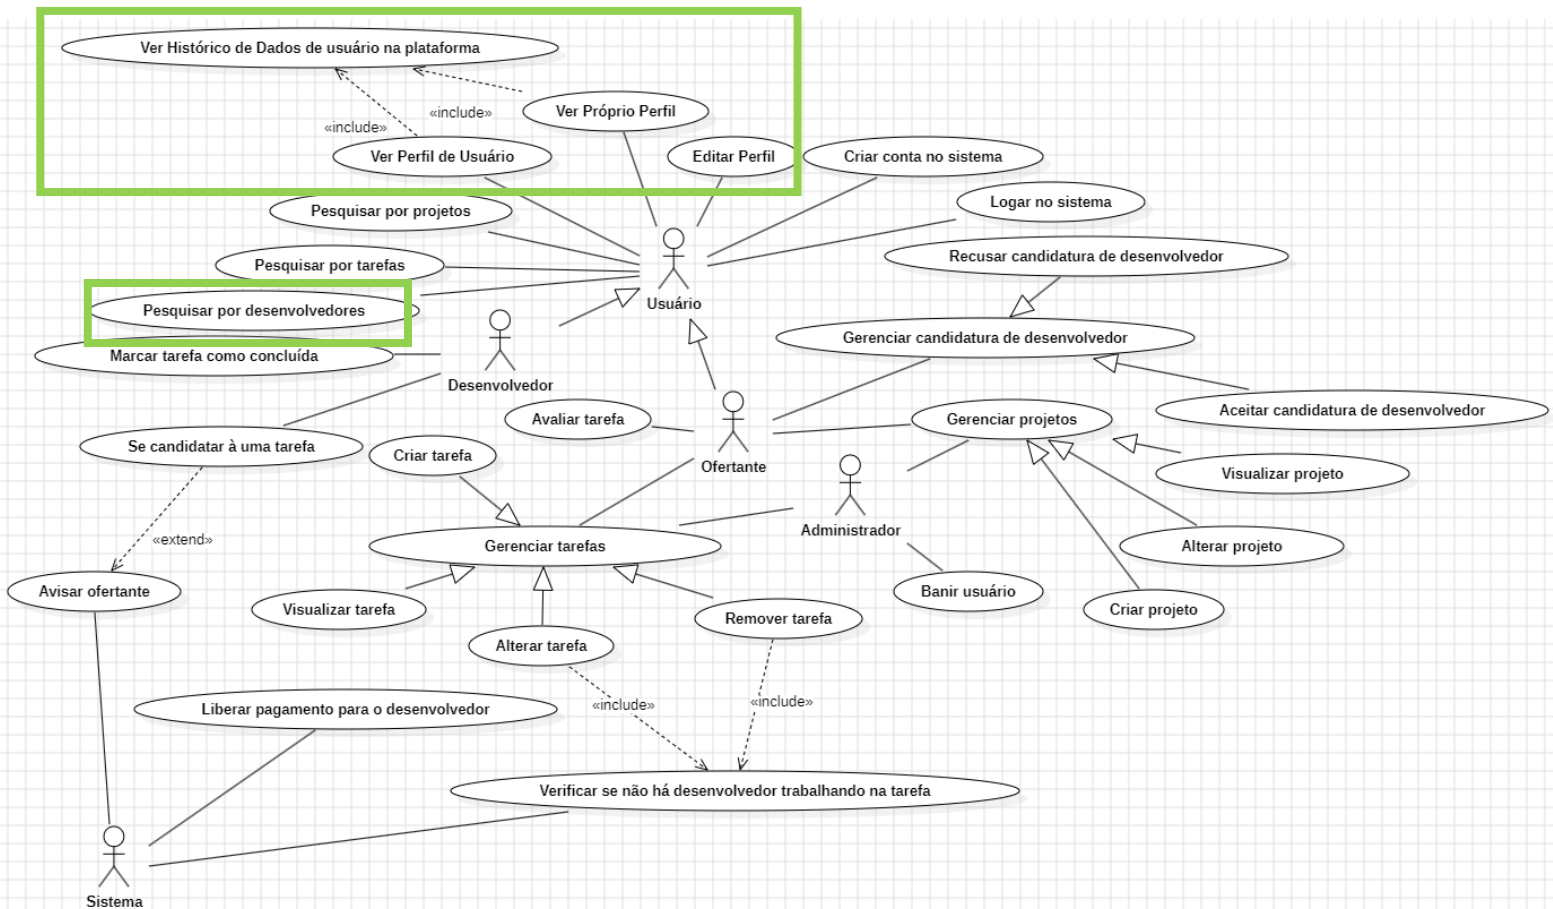 Ver Histórico de Dados de usuário na plataforma
«include»
«include»
Ver Próprio Perfil
Ver Perfil de Usuário
Editar Perfil
Criar conta no sistema
Logar no sistema
Pesquisar por projetos
Recusar candidatura de desenvolvedor
Pesquisar por tarefas
Usuário
Pesquisar por desenvolvedores
Gerenciar candidatura de desenvolvedor
Marcar tarefa como concluída
Desenvolvedor
Aceitar candidatura de desenvolvedor
Avaliar tarefa
Gerenciar projetos
Se candidatar à uma tarefa
Criar tarefa
Ofertante
Visualizar projeto
Administrador
«extend»
Gerenciar tarefas
Alterar projeto
Avisar ofertante
Banir usuário
Visualizar tarefa
Criar projeto
Remover tarefa
Alterar tarefa
«include»
«include»
Liberar pagamento para o desenvolvedor
Verificar se não há desenvolvedor trabalhando na tarefa
Sistema